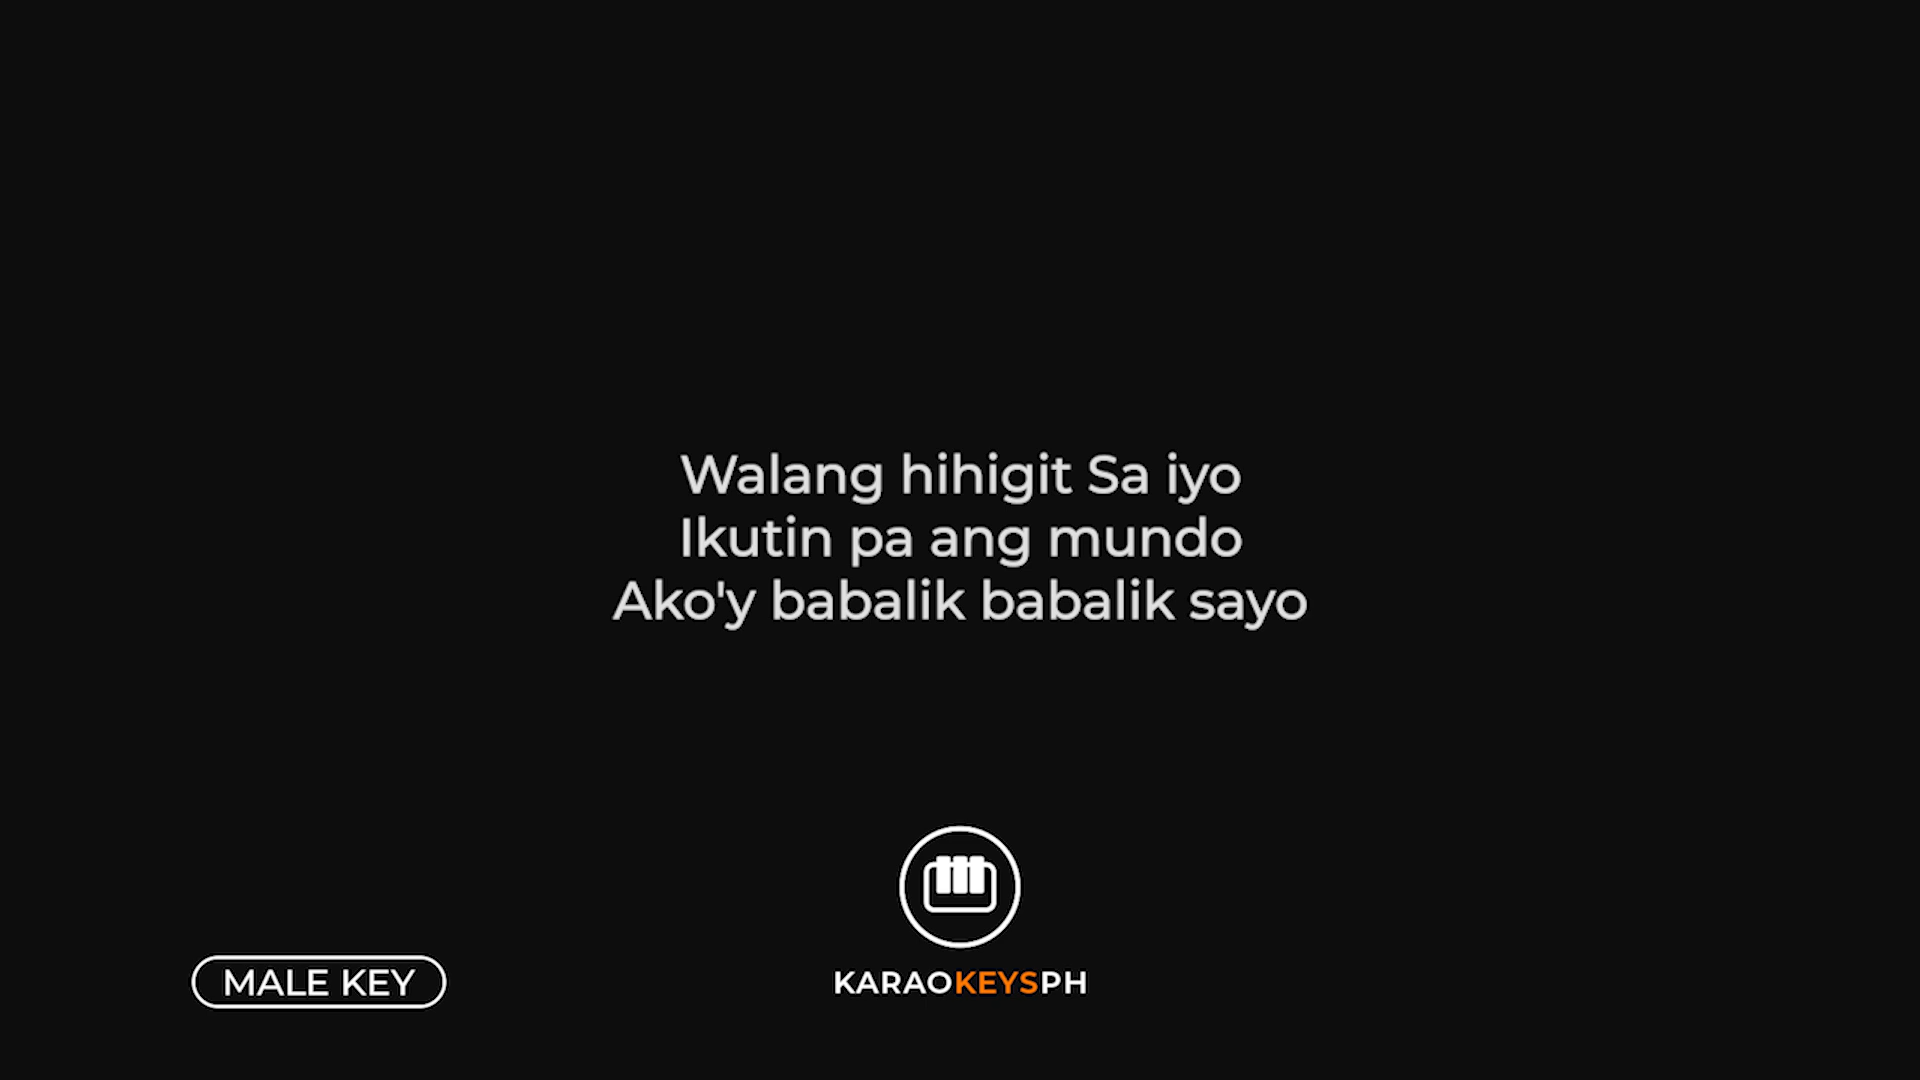 Walang hihigit Sa iyo
Ikutin pa ang mundo
Ako'y babalik babalik sayo
MALE KEY
KARAOKEYSPH